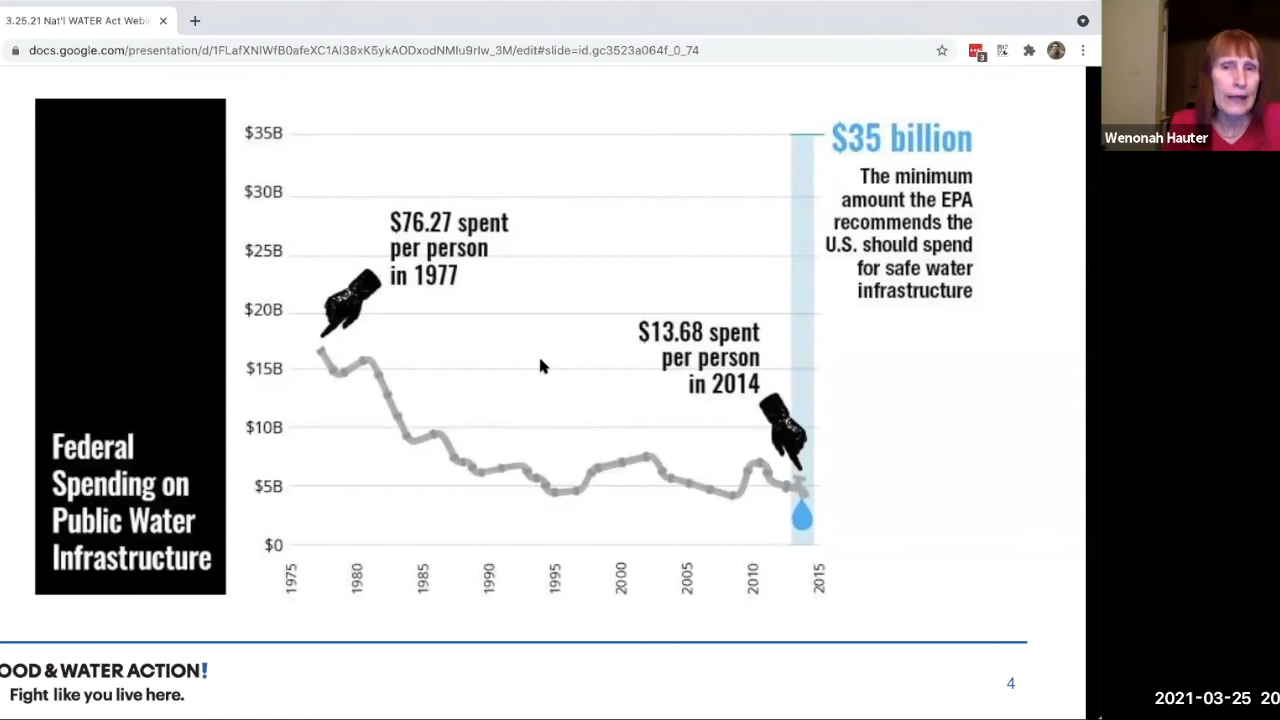 3.25.21 Nat'l WATER Act Webi
docs.google.com/presentation/d/1FLafXNIWfB0afeXC1AI38xK5ykAODxodNMIu9rIw_3M/edit#slide=id.gc3523a064f_0_74
3
Wenonah Hauter
$35B
$30B
$25B
$20B
$15B
$10B
$5B
$0
$35 billion
The minimum
amount the EPA
recommends the
U.S. should spend
for safe water
infrastructure
$76.27 spent
per person
in 1977
$13.68 spent
per person
in 2014
Federal
Spending on
Public Water
Infrastructure
1975
1980
1985
1990
1995
2000
2005
2010
2015
OOD & WATER ACTION!
Fight like you live here.
4
2021-03-25 20